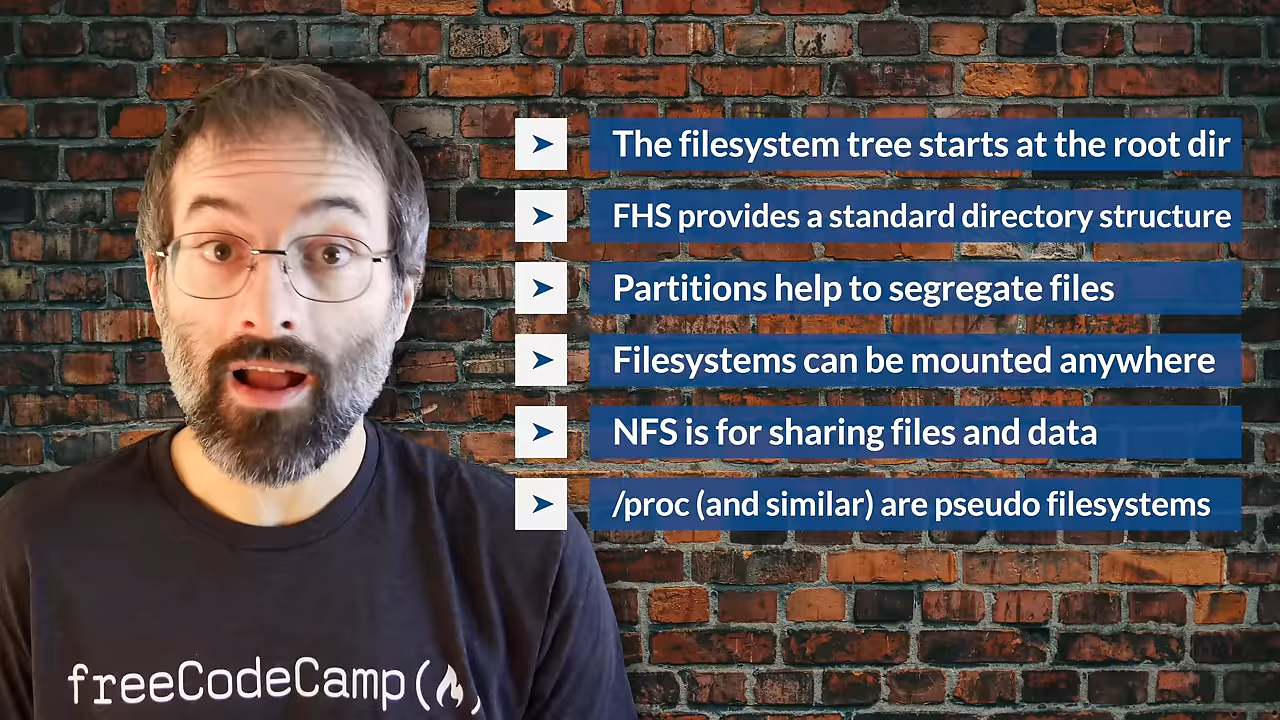 The filesystem tree starts at the root dir
FHS provides a standard directory structure
Partitions help to segregate files
Filesystems can be mounted anywhere
NFS is for sharing files and data
/proc (and similar) are pseudo filesystems
freeCodeCamp(